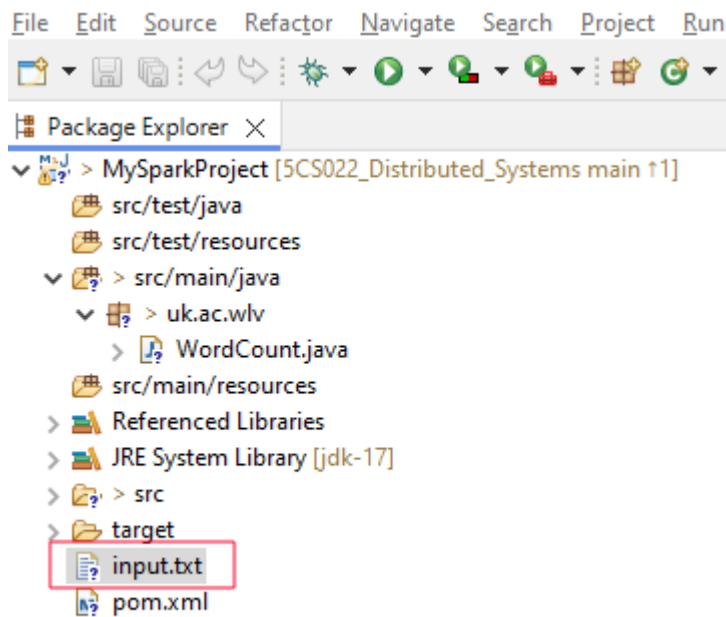 File Edit Source Refactor Navigate Search Project Run
Package Explorer
> MySparkProject [5CS022_Distributed_Systems main ↑1]
src/test/java
src/test/resources
> src/main/java
> uk.ac.wlv
WordCount.java
src/main/resources
Referenced Libraries
JRE System Library [jdk-17]
> src
target
input.txt
pom.xml